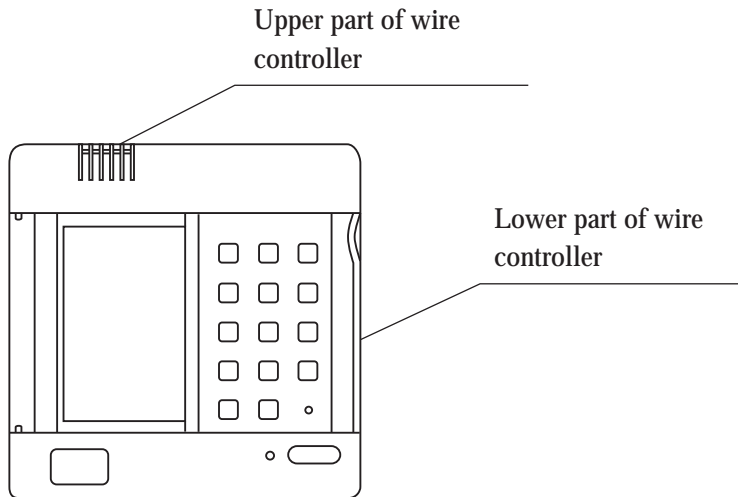 Upper part of wire
controller
Lower part of wire
controller